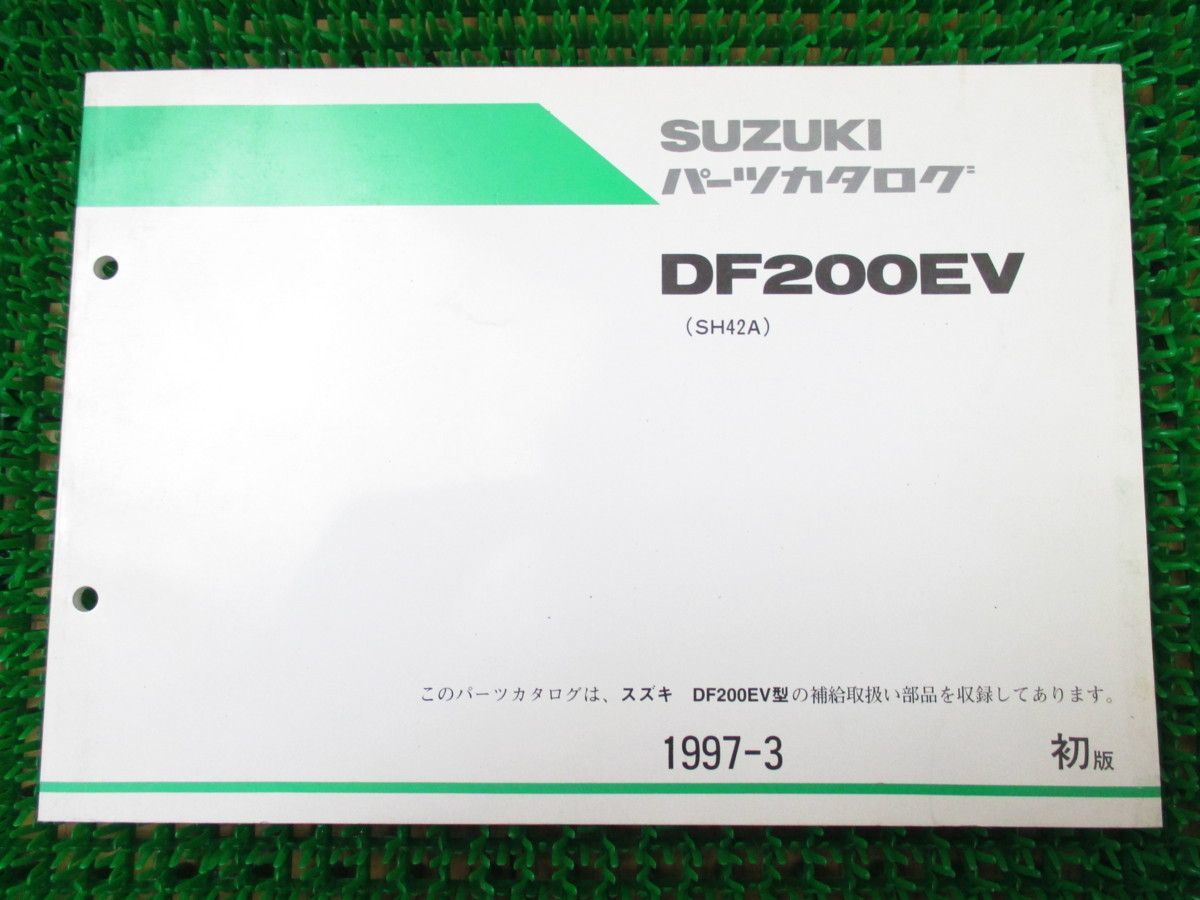 SUZUKI
パーツカタログ
DF200EV
(SH42A)
このパーツカタログは、スズキ DF200EV型の補給取扱い部品を収録してあります。
1997-3 初版